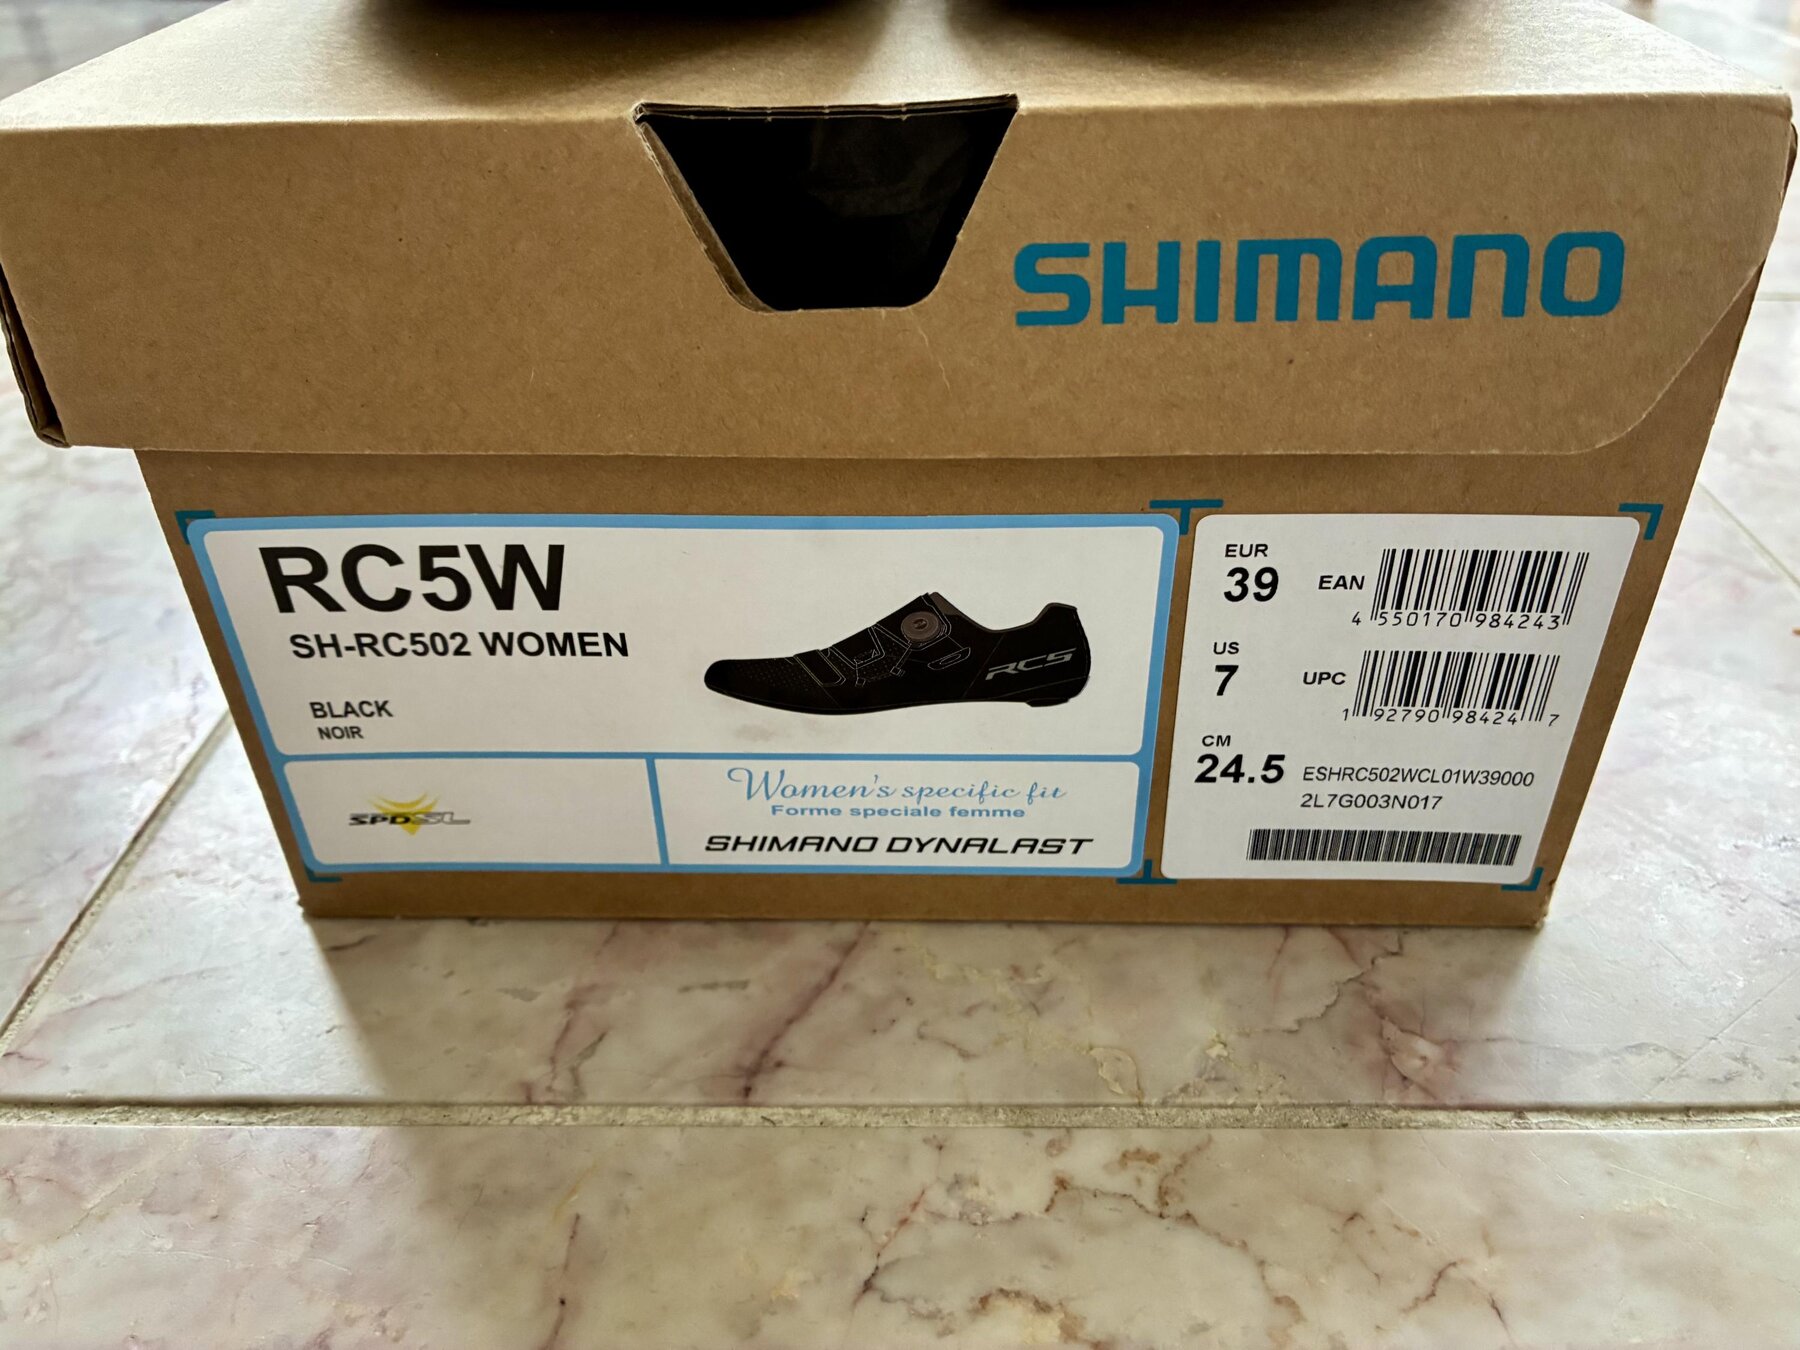 SHIMANO
RC5W
SH-RC502 WOMEN
BLACK
NOIR
RC5
SPD-SL
Women's specific fit
Forme speciale femme
SHIMANO DYNALAST
EUR
39
EAN
4 550170 984243
US
7
UPC
1 92790 98424 7
CM
24.5
ESHRC502WCL01W39000
2L7G003N017